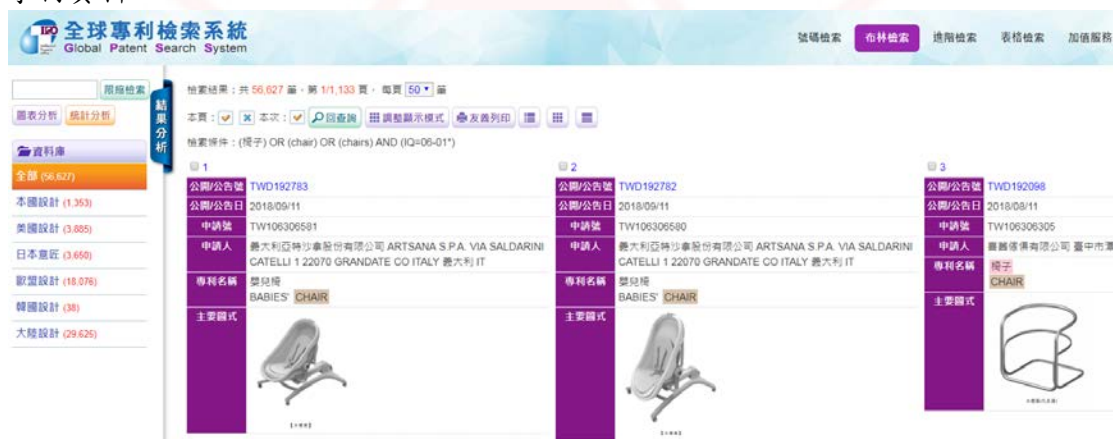 全球專利檢索系統
Global Patent Search System
號碼檢索
布林檢索
進階檢索
表格檢索
加值服務
限縮檢索
圖表分析
統計分析
結果分析
資料庫
全部 (56,627)
本國設計 (1,353)
美國設計 (3,885)
日本意匠 (3,650)
歐盟設計 (18,076)
韓國設計 (38)
大陸設計 (29,625)
檢索結果：共 56,627 筆，第 1/1,133 頁， 每頁 50 筆
本頁： 本次： 回查詢 調整顯示模式 友善列印
檢索條件：(椅子) OR (chair) OR (chairs) AND (IQ=06-01*)
1
公開/公告號 TWD192783
公開/公告日 2018/09/11
申請號 TW106306581
申請人 義大利亞特沙拿股份有限公司 ARTSANA S.P.A. VIA SALDARINI
CATELLI 1 22070 GRANDATE CO ITALY 義大利 IT
專利名稱 嬰兒椅
BABIES' CHAIR
主要圖式
2
公開/公告號 TWD192782
公開/公告日 2018/09/11
申請號 TW106306580
申請人 義大利亞特沙拿股份有限公司 ARTSANA S.P.A. VIA SALDARINI
CATELLI 1 22070 GRANDATE CO ITALY 義大利 IT
專利名稱 嬰兒椅
BABIES' CHAIR
主要圖式
3
公開/公告號 TWD192098
公開/公告日 2018/08/11
申請號 TW106306305
申請人
專利名稱 椅子
CHAIR
主要圖式